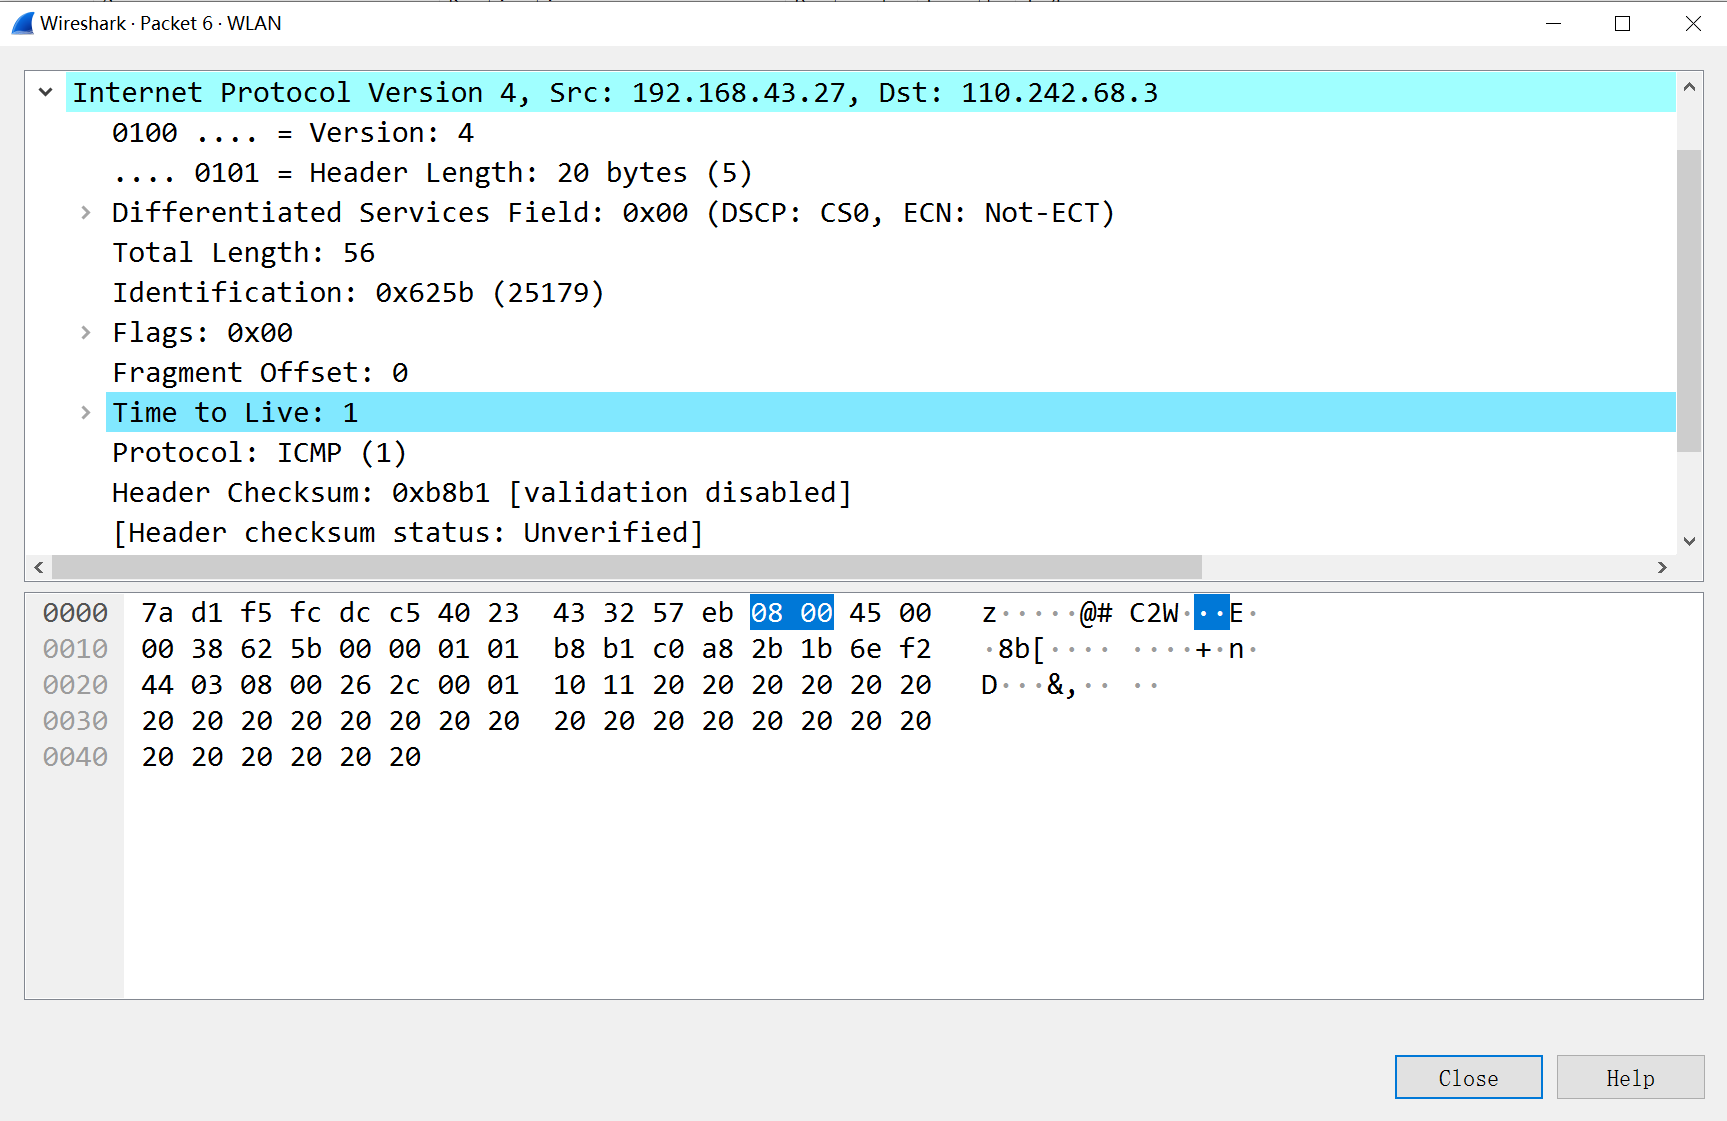 Wireshark · Packet 6 · WLAN
Internet Protocol Version 4, Src: 192.168.43.27, Dst: 110.242.68.3
0100 .... = Version: 4
.... 0101 = Header Length: 20 bytes (5)
Differentiated Services Field: 0x00 (DSCP: CS0, ECN: Not-ECT)
Total Length: 56
Identification: 0x625b (25179)
Flags: 0x00
Fragment Offset: 0
Time to Live: 1
Protocol: ICMP (1)
Header Checksum: 0xb8b1 [validation disabled]
[Header checksum status: Unverified]
0000 7a d1 f5 fc dc c5 40 23 43 32 57 eb 08 00 45 00 z·····@# C2W···E·
0010 00 38 62 5b 00 00 01 01 b8 b1 c0 a8 2b 1b 6e f2 ·8b[···· ····+·n·
0020 44 03 08 00 26 2c 00 01 10 11 20 20 20 20 20 20 D···&,·· ··
0030 20 20 20 20 20 20 20 20 20 20 20 20 20 20 20 20
0040 20 20 20 20 20 20
Close Help